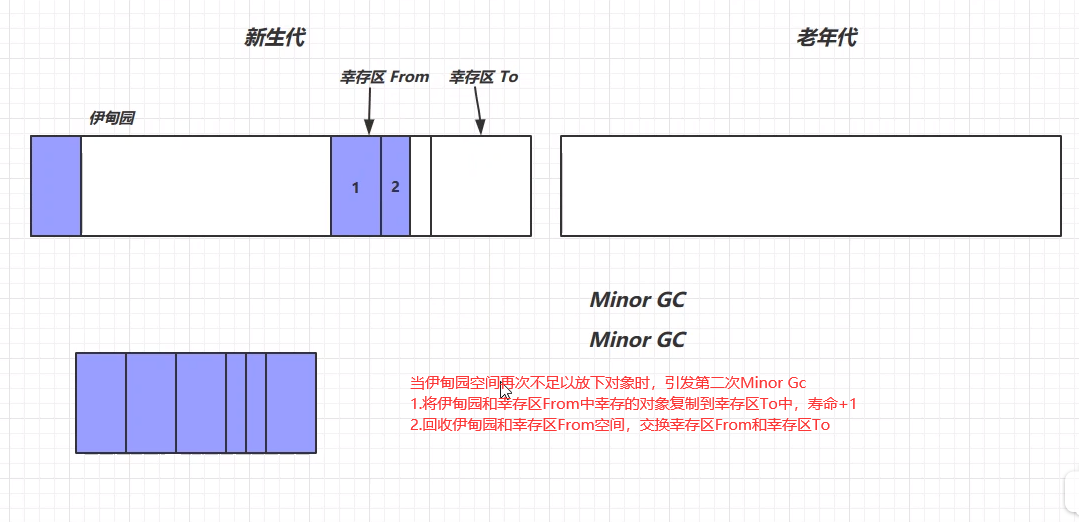 新生代
老年代
幸存区 From
幸存区 To
伊甸园
1
2
Minor GC
Minor GC
当伊甸园空间再次不足以放下对象时，引发第二次Minor Gc
1.将伊甸园和幸存区From中幸存的对象复制到幸存区To中，寿命+1
2.回收伊甸园和幸存区From空间，交换幸存区From和幸存区To